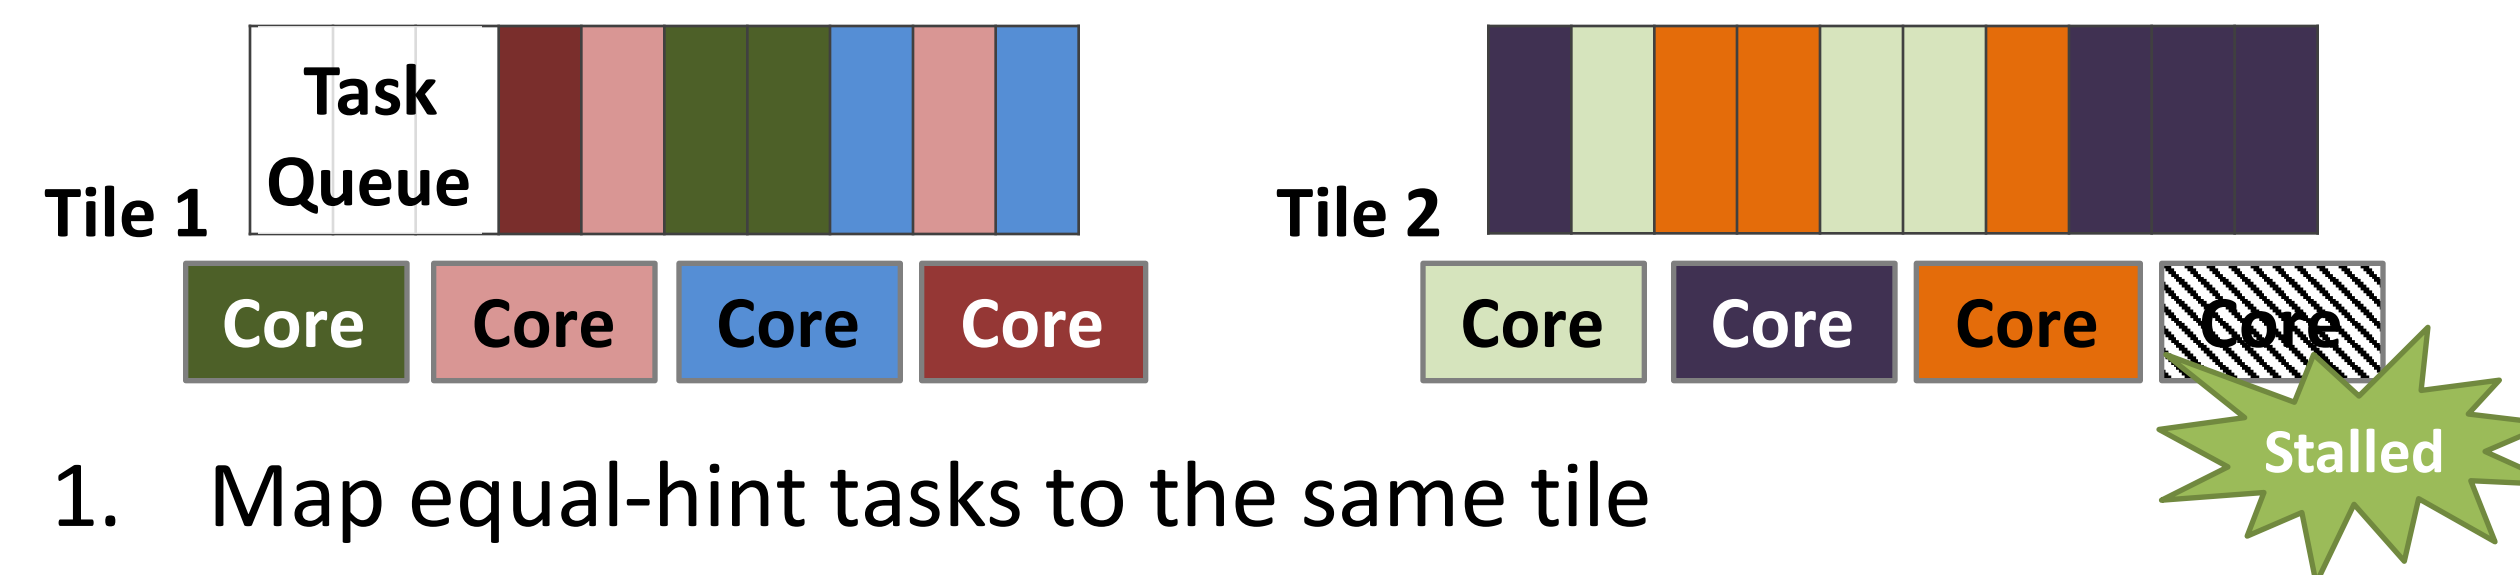 Task
Queue
Tile 1
Tile 2
Core Core Core Core Core Core Core Core
Stalled
1. Map equal-hint tasks to the same tile